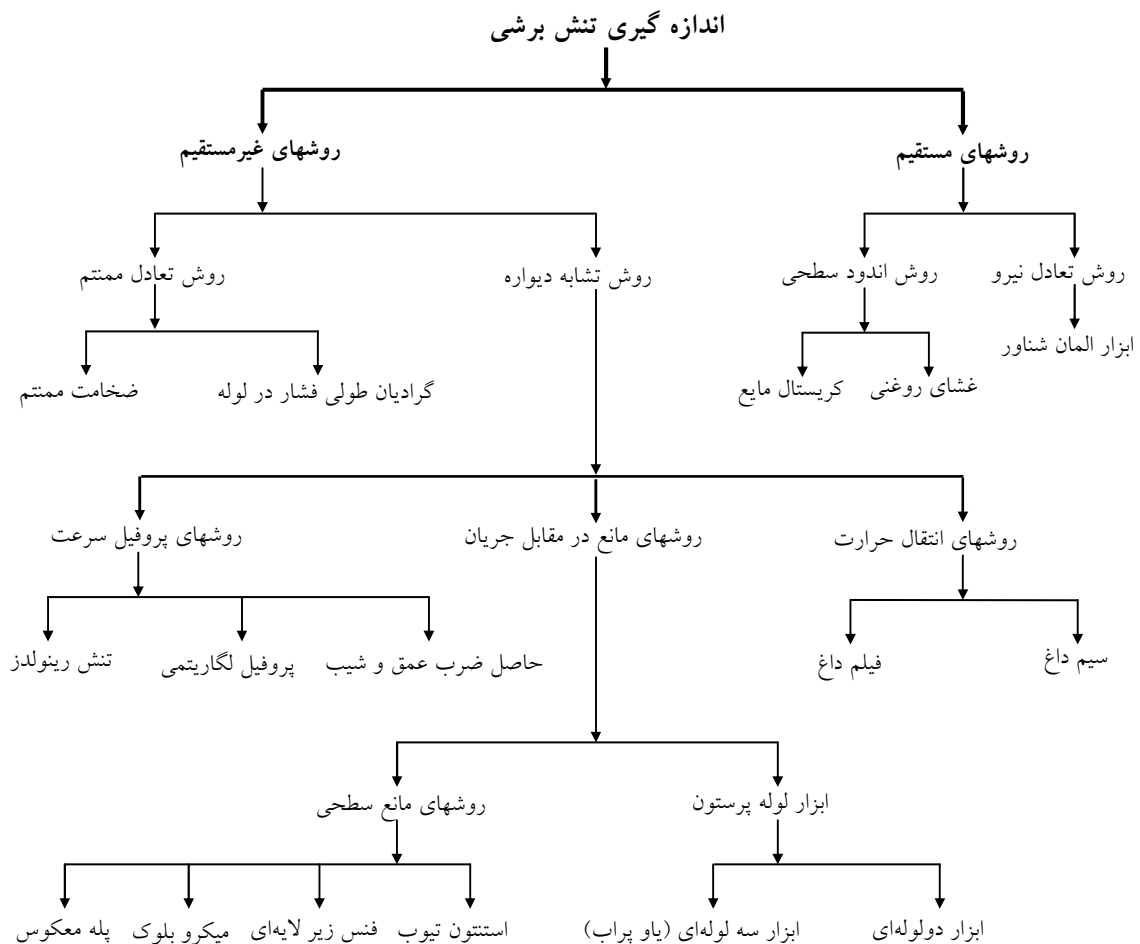 اندازه گیری تنش برشی
روشهای مستقیم
روشهای غیرمستقیم
روش تعادل نیرو
روش اندود سطحی
روش تشابه دیواره
روش تعادل ممنتم
ابزار المان شناور
غشای روغنی
کریستال مایع
گرادیان طولی فشار در لوله
ضخامت ممنتم
روشهای انتقال حرارت
روشهای مانع در مقابل جریان
روشهای پروفیل سرعت
سیم داغ
فیلم داغ
حاصل ضرب عمق و شیب
پروفیل لگاریتمی
تنش رینولدز
ابزار لوله پرستون
روشهای مانع سطحی
ابزار دولوله‌ای
ابزار سه لوله‌ای (یاو پراب)
استنتون تیوب
فنس زیر لایه‌ای
میکرو بلوک
پله معکوس